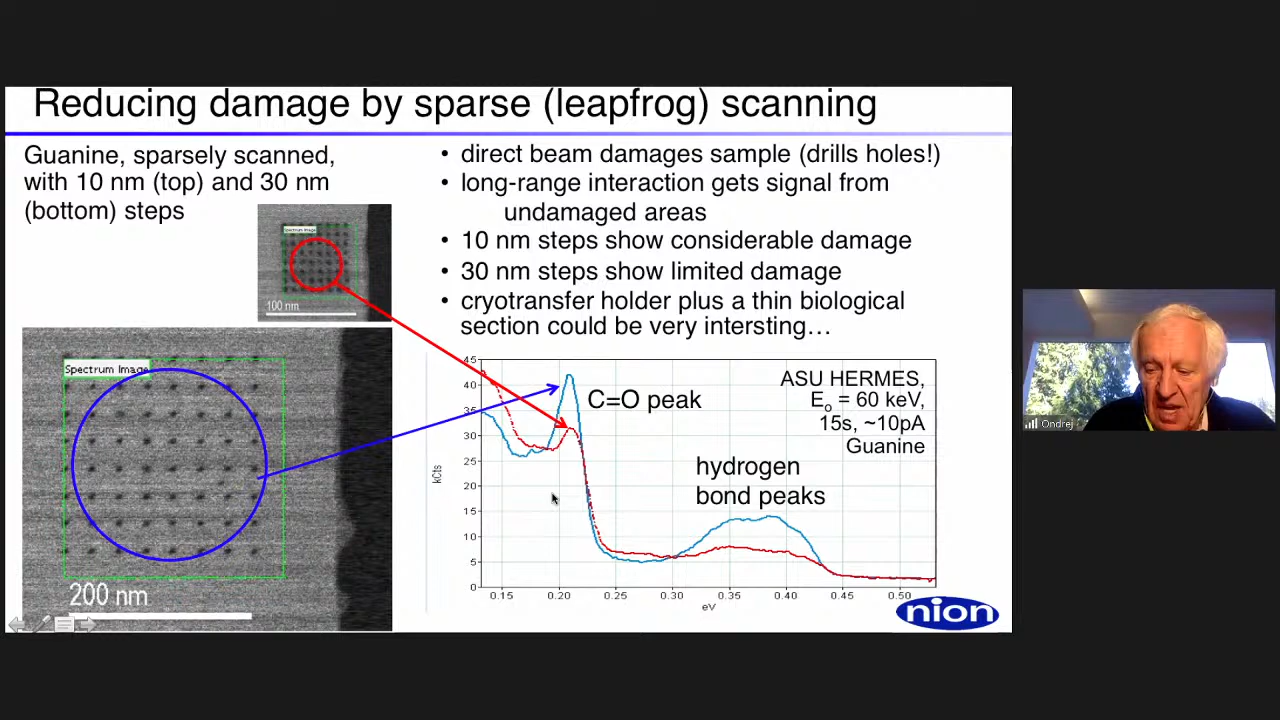 Reducing damage by sparse (leapfrog) scanning
Guanine, sparsely scanned,
with 10 nm (top) and 30 nm
(bottom) steps
Spectrum Image
100 nm
Spectrum Image
200 nm
• direct beam damages sample (drills holes!)
• long-range interaction gets signal from
undamaged areas
• 10 nm steps show considerable damage
• 30 nm steps show limited damage
• cryotransfer holder plus a thin biological
section could be very intersting…
45
40
35
30
25
20
15
10
5
0
kCts
C=O peak
ASU HERMES,
Eo = 60 keV,
15s, ~10pA
Guanine
hydrogen
bond peaks
0.15 0.20 0.25 0.30 0.35 0.40 0.45 0.50
eV
nion
Ondrej